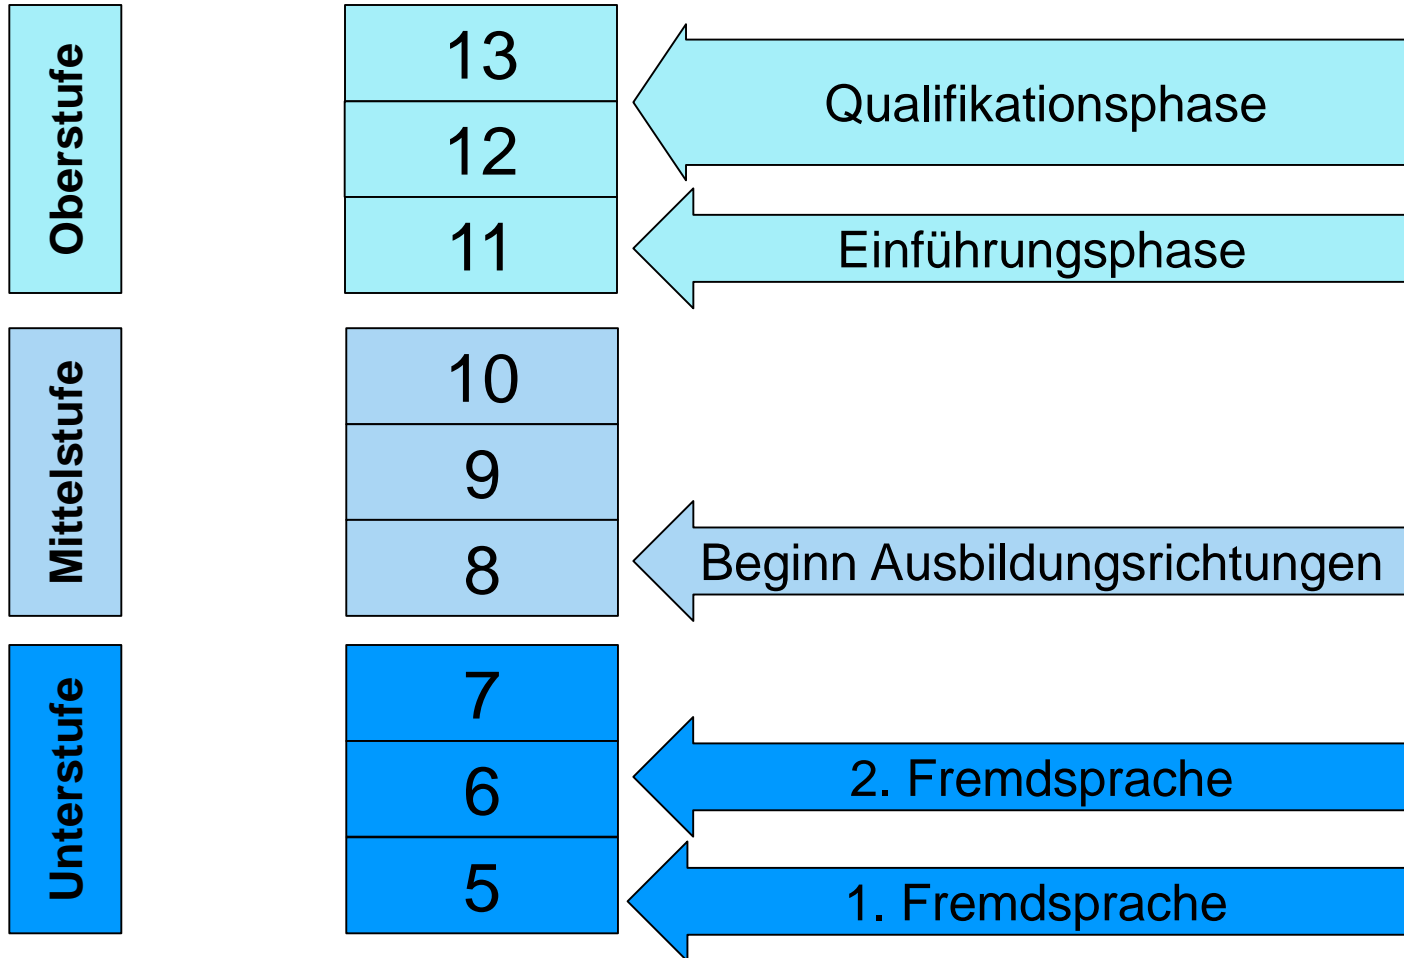 Oberstufe
13
12
11
Qualifikationsphase
Einführungsphase
Mittelstufe
10
9
8
Beginn Ausbildungsrichtungen
Unterstufe
7
6
5
2. Fremdsprache
1. Fremdsprache